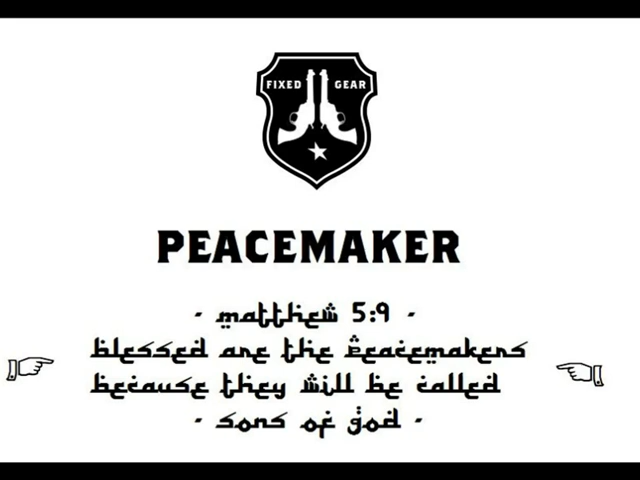 FIXED GEAR
PEACEMAKER
- matthew 5:9 -
blessed are the peacemakers
because they will be called
- sons of god -